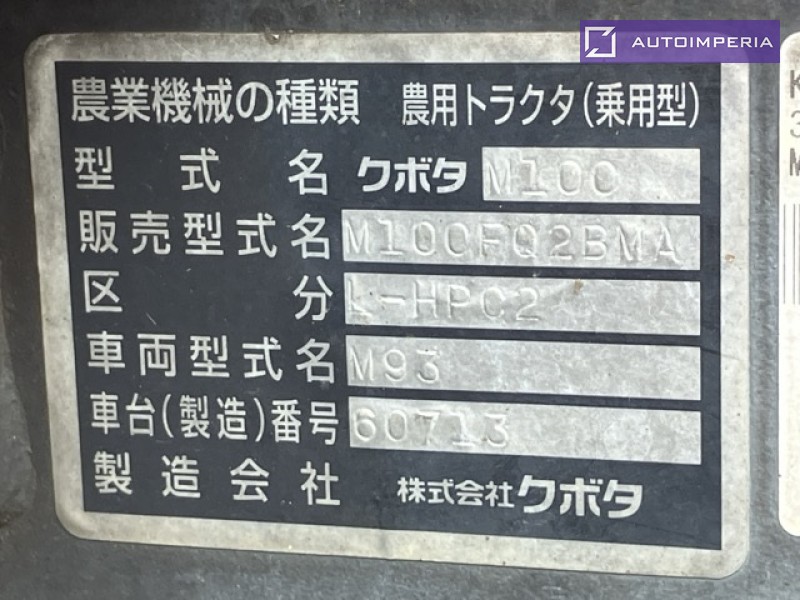 AUTOIMPERIA
農業機械の種類 農用トラクタ(乗用型)
型式名 クボタ M100
販売型式名 M100FQ2BMA
区分 L-HPC2
車両型式名 M93
車台(製造)番号 60713
製造会社 株式会社クボタ
K
3
M